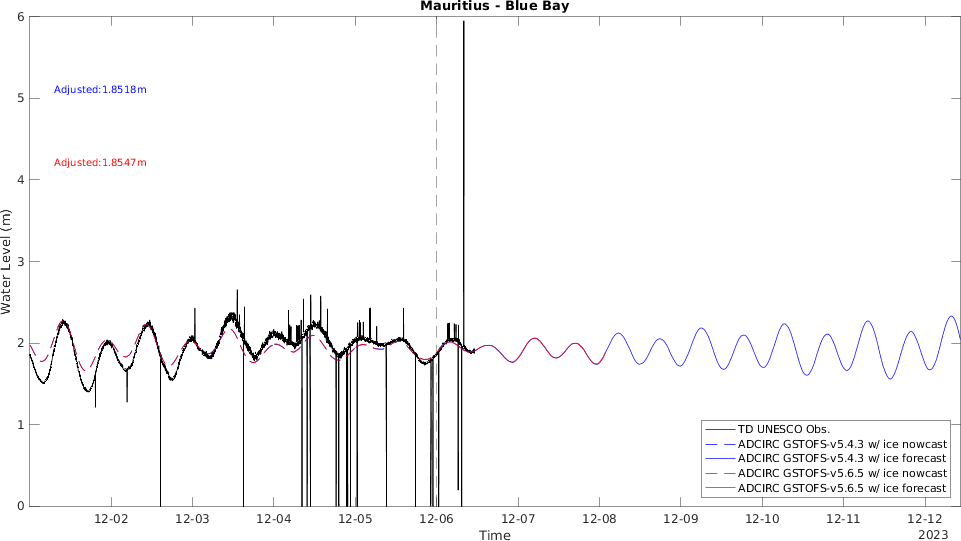 Mauritius - Blue Bay
6
5
4
3
2
1
0
Water Level (m)
Adjusted:1.8518m
Adjusted:1.8547m
TD UNESCO Obs.
ADCIRC GSTOFS-v5.4.3 w/ ice nowcast
ADCIRC GSTOFS-v5.4.3 w/ ice forecast
ADCIRC GSTOFS-v5.6.5 w/ ice nowcast
ADCIRC GSTOFS-v5.6.5 w/ ice forecast
12-02 12-03 12-04 12-05 12-06 12-07 12-08 12-09 12-10 12-11 12-12
Time
2023